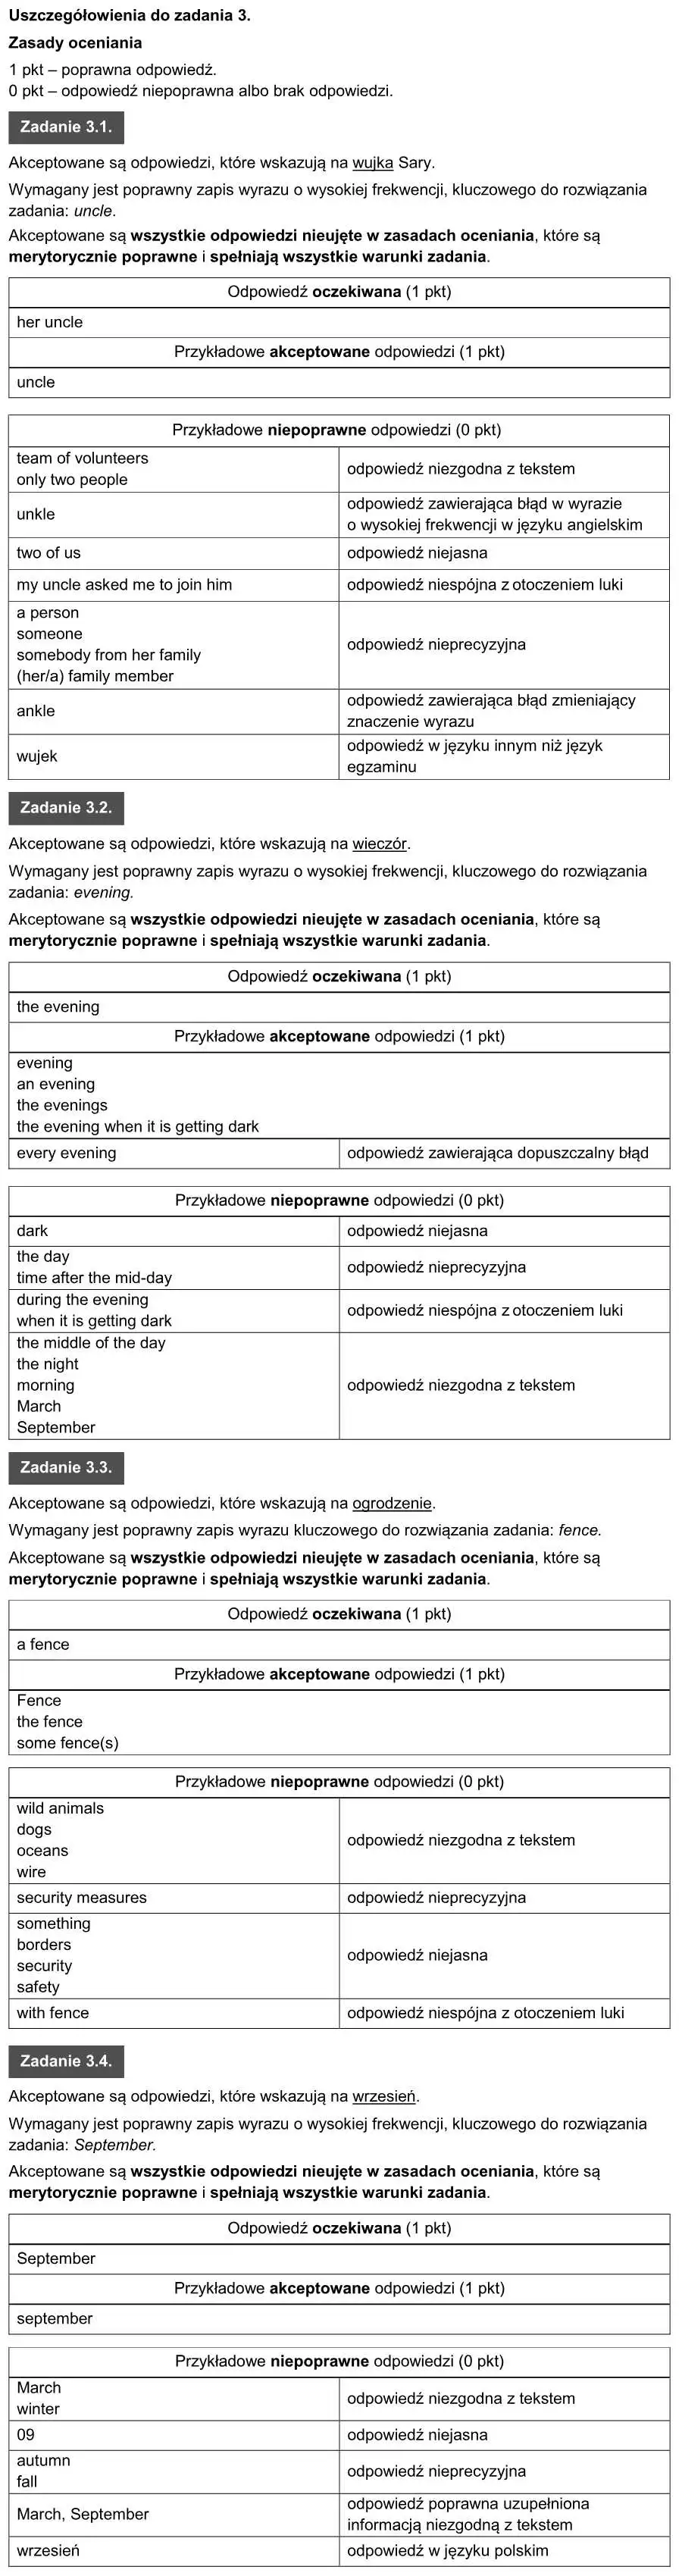 Uszczegółowienia do zadania 3.
Zasady oceniania
1 pkt – poprawna odpowiedź.
0 pkt – odpowiedź niepoprawna albo brak odpowiedzi.
Zadanie 3.1.
Akceptowane są odpowiedzi, które wskazują na wujka Sary.
Wymagany jest poprawny zapis wyrazu o wysokiej frekwencji, kluczowego do rozwiązania
zadania: uncle.
Akceptowane są wszystkie odpowiedzi nieujęte w zasadach oceniania, które są
merytorycznie poprawne i spełniają wszystkie warunki zadania.
Odpowiedź oczekiwana (1 pkt)
her uncle
Przykładowe akceptowane odpowiedzi (1 pkt)
uncle
Przykładowe niepoprawne odpowiedzi (0 pkt)
team of volunteers
only two people
odpowiedź niezgodna z tekstem
unkle
odpowiedź zawierająca błąd w wyrazie
o wysokiej frekwencji w języku angielskim
two of us
odpowiedź niejasna
my uncle asked me to join him
odpowiedź niespójna z otoczeniem luki
a person
someone
somebody from her family
(her/a) family member
odpowiedź nieprecyzyjna
ankle
odpowiedź zawierająca błąd zmieniający
znaczenie wyrazu
wujek
odpowiedź w języku innym niż język
egzaminu
Zadanie 3.2.
Akceptowane są odpowiedzi, które wskazują na wieczór.
Wymagany jest poprawny zapis wyrazu o wysokiej frekwencji, kluczowego do rozwiązania
zadania: evening.
Akceptowane są wszystkie odpowiedzi nieujęte w zasadach oceniania, które są
merytorycznie poprawne i spełniają wszystkie warunki zadania.
Odpowiedź oczekiwana (1 pkt)
the evening
Przykładowe akceptowane odpowiedzi (1 pkt)
evening
an evening
the evenings
the evening when it is getting dark
every evening
odpowiedź zawierająca dopuszczalny błąd
Przykładowe niepoprawne odpowiedzi (0 pkt)
dark
odpowiedź niejasna
the day
time after the mid-day
odpowiedź nieprecyzyjna
during the evening
when it is getting dark
odpowiedź niespójna z otoczeniem luki
the middle of the day
the night
morning
March
September
odpowiedź niezgodna z tekstem
Zadanie 3.3.
Akceptowane są odpowiedzi, które wskazują na ogrodzenie.
Wymagany jest poprawny zapis wyrazu kluczowego do rozwiązania zadania: fence.
Akceptowane są wszystkie odpowiedzi nieujęte w zasadach oceniania, które są
merytorycznie poprawne i spełniają wszystkie warunki zadania.
Odpowiedź oczekiwana (1 pkt)
a fence
Przykładowe akceptowane odpowiedzi (1 pkt)
Fence
the fence
some fence(s)
Przykładowe niepoprawne odpowiedzi (0 pkt)
wild animals
dogs
oceans
wire
odpowiedź niezgodna z tekstem
security measures
odpowiedź nieprecyzyjna
something
borders
security
safety
odpowiedź niejasna
with fence
odpowiedź niespójna z otoczeniem luki
Zadanie 3.4.
Akceptowane są odpowiedzi, które wskazują na wrzesień.
Wymagany jest poprawny zapis wyrazu o wysokiej frekwencji, kluczowego do rozwiązania
zadania: September.
Akceptowane są wszystkie odpowiedzi nieujęte w zasadach oceniania, które są
merytorycznie poprawne i spełniają wszystkie warunki zadania.
Odpowiedź oczekiwana (1 pkt)
September
Przykładowe akceptowane odpowiedzi (1 pkt)
september
Przykładowe niepoprawne odpowiedzi (0 pkt)
March
winter
odpowiedź niezgodna z tekstem
09
odpowiedź niejasna
autumn
fall
odpowiedź nieprecyzyjna
March, September
odpowiedź poprawna uzupełniona
informacją niezgodną z tekstem
wrzesień
odpowiedź w języku polskim